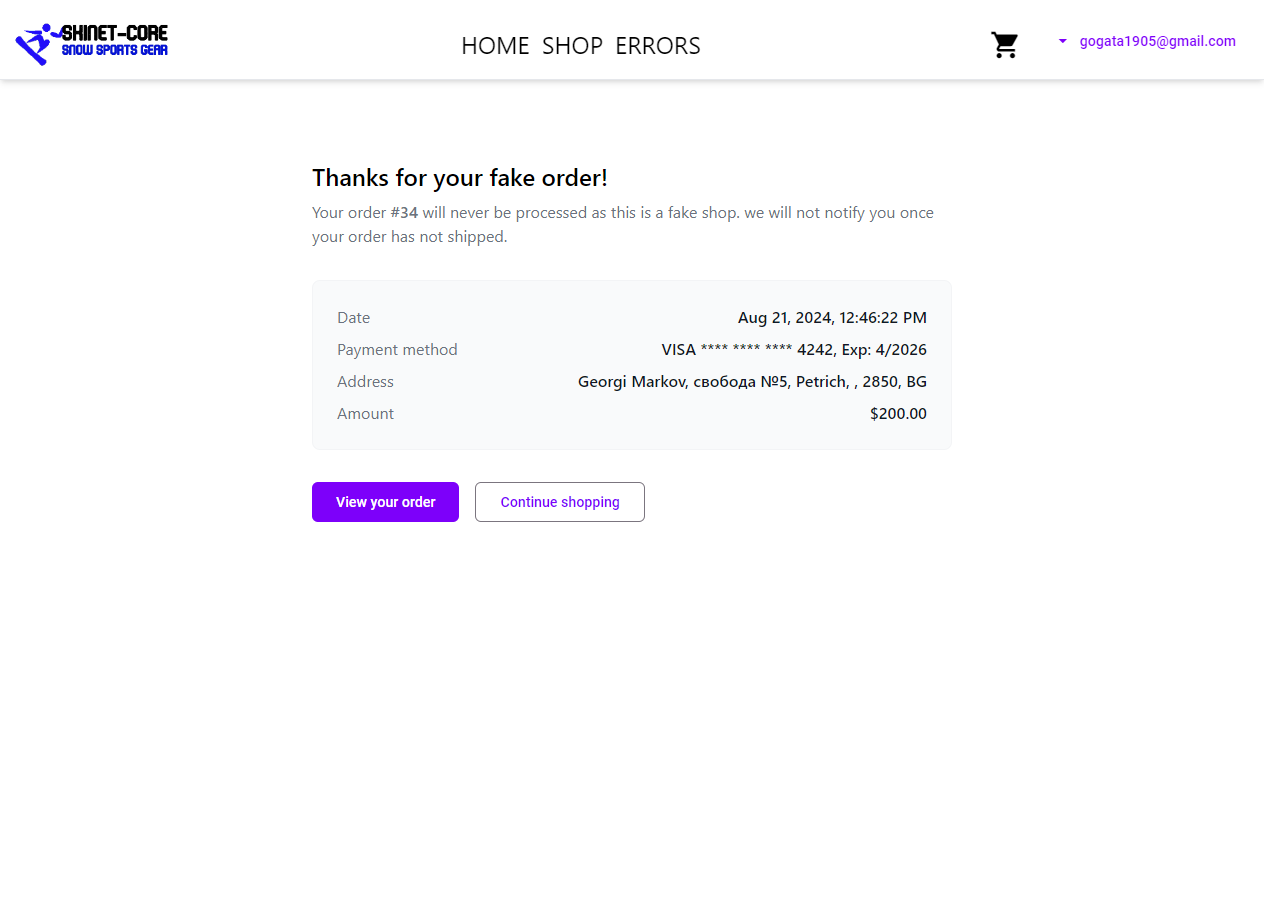 SKINET-CORE
SNOW SPORTS GEAR
HOME SHOP ERRORS
gogata1905@gmail.com
Thanks for your fake order!
Your order #34 will never be processed as this is a fake shop. we will not notify you once
your order has not shipped.
Date Aug 21, 2024, 12:46:22 PM
Payment method VISA **** **** **** 4242, Exp: 4/2026
Address Georgi Markov, свобода №5, Petrich, , 2850, BG
Amount $200.00
View your order Continue shopping